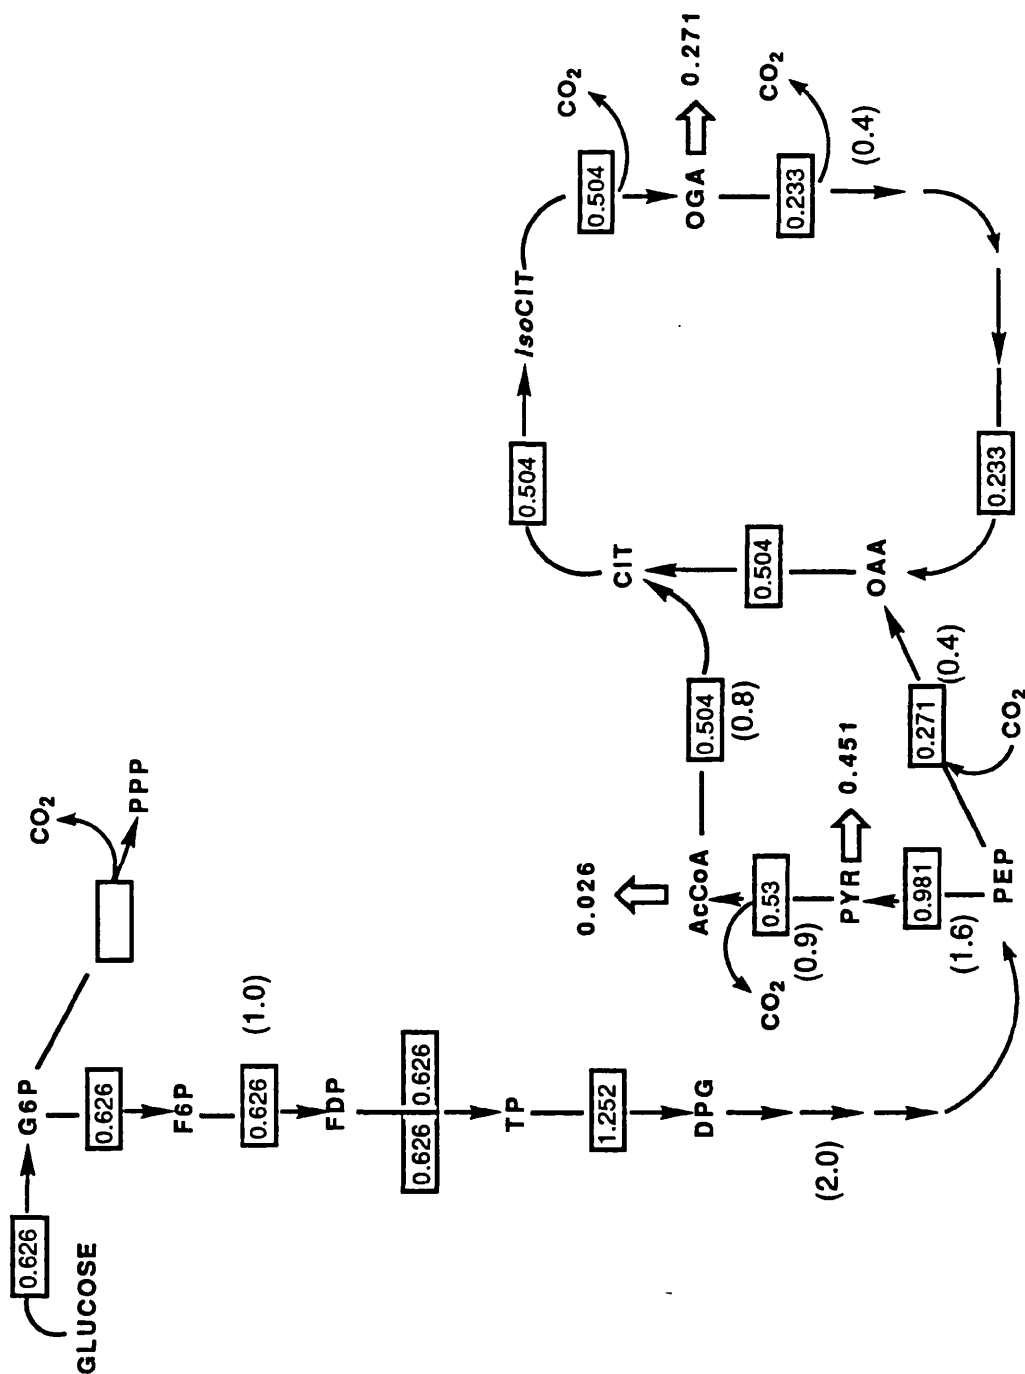 GLUCOSE
0.626
G6P
CO2
PPP
0.626
F6P
0.626
(1.0)
FDP
0.626 0.626
TP
1.252
DPG
(2.0)
PEP
(1.6)
0.981
PYR
0.451
0.53
(0.9)
CO2
AcCoA
0.026
0.504
(0.8)
CO2
0.271
(0.4)
OAA
0.504
CIT
0.504
isoCIT
0.504
CO2
OGA
0.271
0.233
CO2
(0.4)
0.233